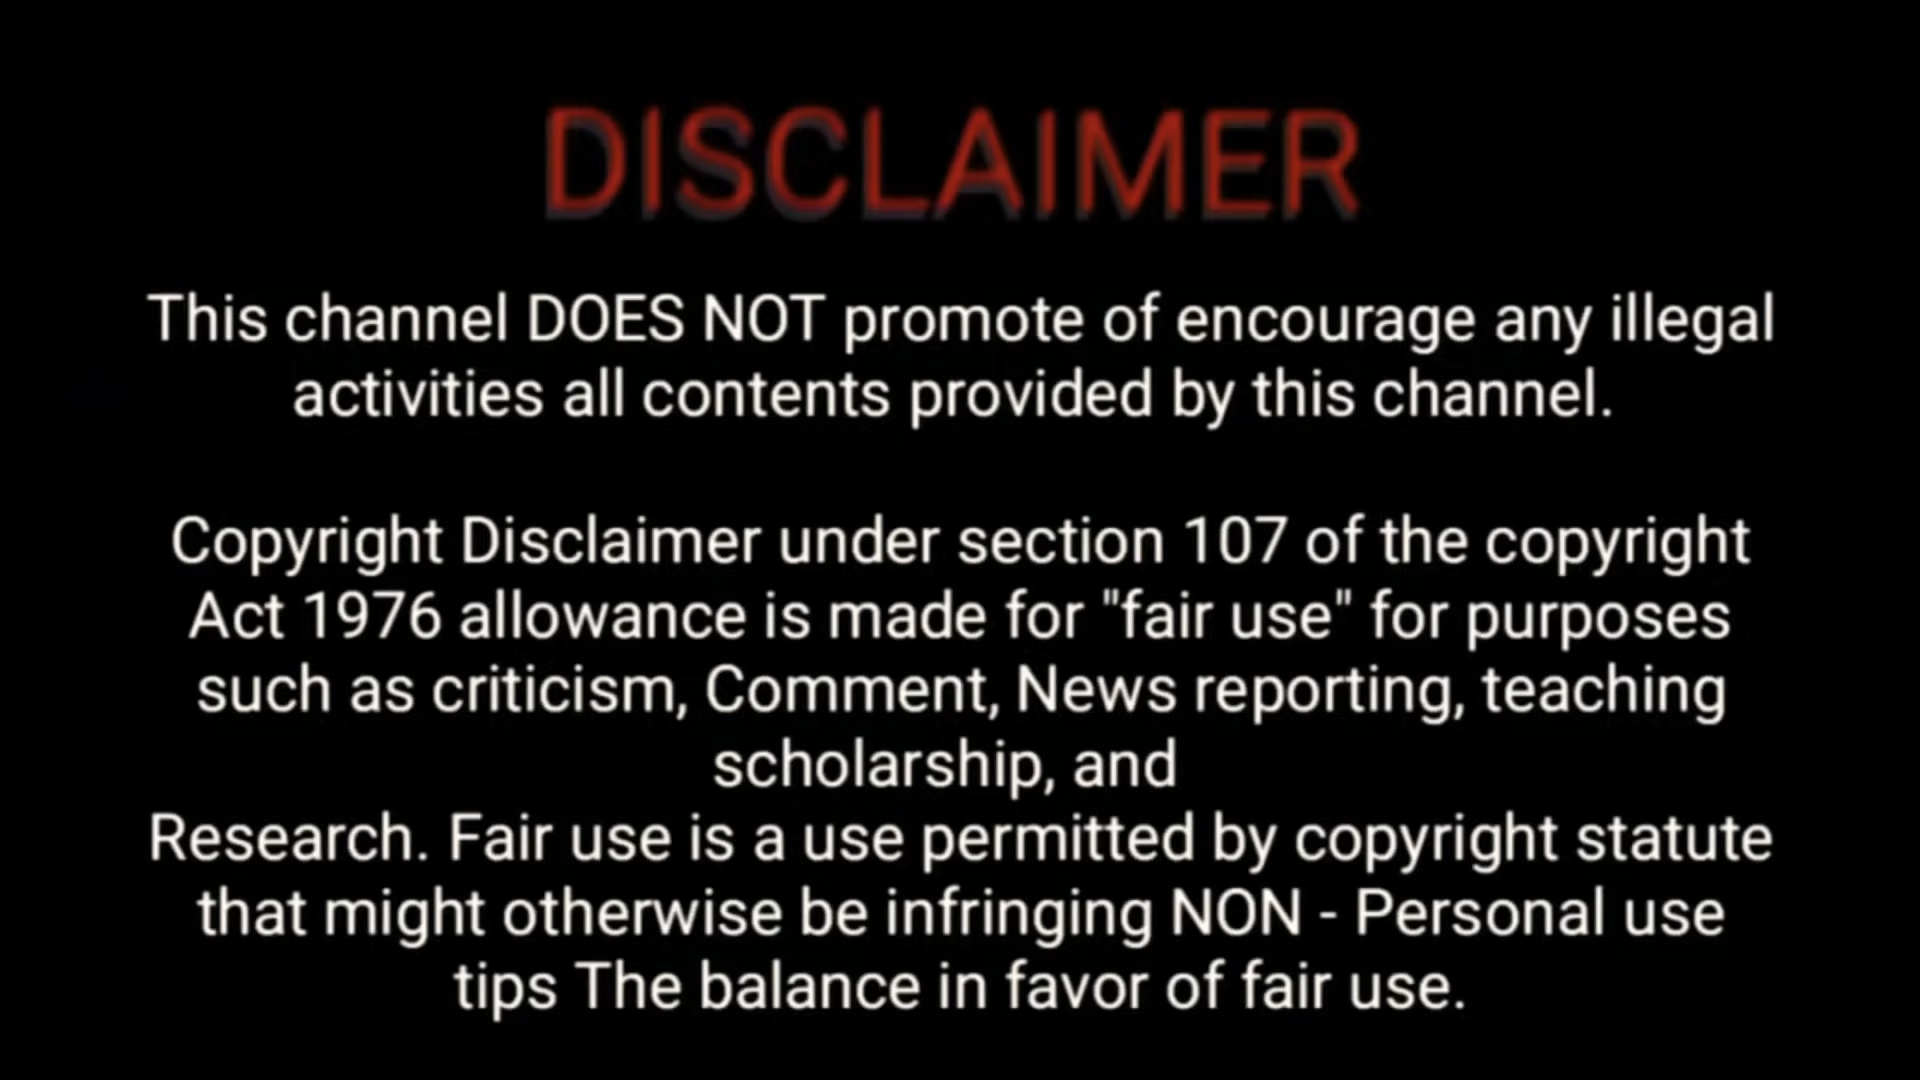 DISCLAIMER
This channel DOES NOT promote of encourage any illegal
activities all contents provided by this channel.
Copyright Disclaimer under section 107 of the copyright
Act 1976 allowance is made for "fair use" for purposes
such as criticism, Comment, News reporting, teaching
scholarship, and
Research. Fair use is a use permitted by copyright statute
that might otherwise be infringing NON - Personal use
tips The balance in favor of fair use.